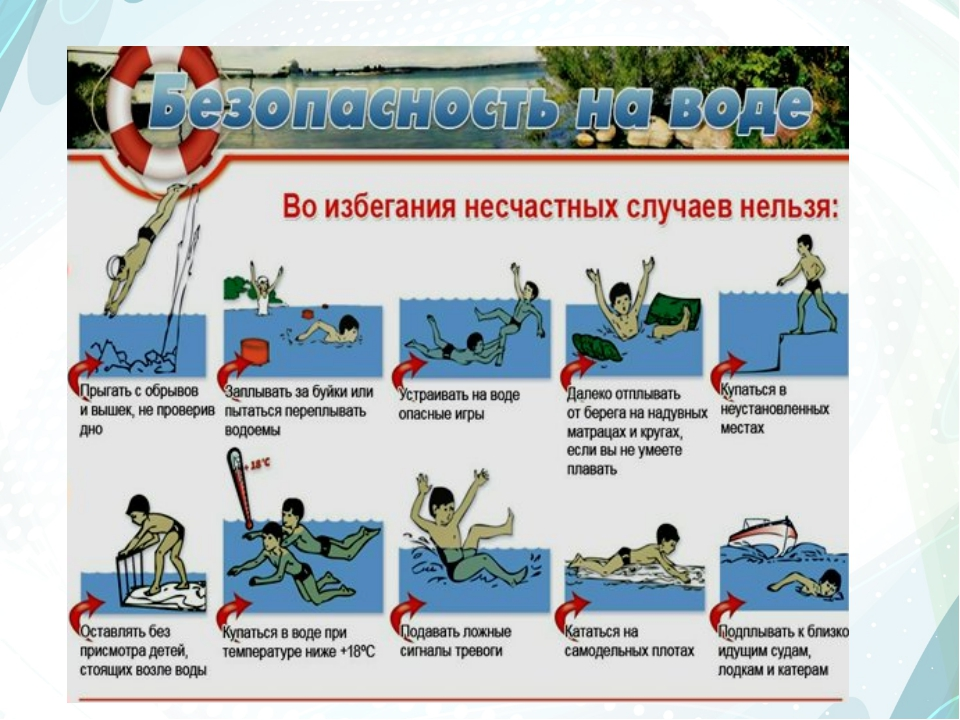 Безопасность на воде
Во избегания несчастных случаев нельзя:
Прыгать с обрывов
и вышек, не проверив
дно
Заплывать за буйки или
пытаться переплывать
водоемы
Устраивать на воде
опасные игры
Далеко отплывать
от берега на надувных
матрацах и кругах,
если вы не умеете
плавать
Купаться в
неустановленных
местах
+18°C
Оставлять без
присмотра детей,
стоящих возле воды
Купаться в воде при
температуре ниже +18ºС
Подавать ложные
сигналы тревоги
Кататься на
самодельных плотах
Подплывать к близко
идущим судам,
лодкам и катерам